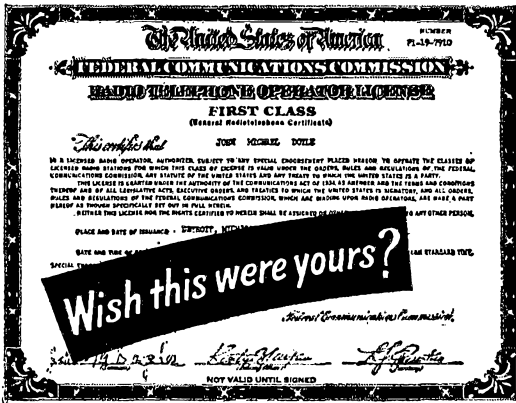 The United States of America
NUMBER
P1-19-7910
FEDERAL COMMUNICATIONS COMMISSION
RADIO TELEPHONE OPERATOR LICENSE
FIRST CLASS
(General Radiotelephone Certificate)
This certifies that
JOHN MICHAEL DOYLE
IS A LICENSED RADIO OPERATOR, AUTHORIZED, SUBJECT TO ANY SPECIAL ENDORSEMENT PLACED HEREON TO OPERATE THE CLASSES OF
LICENSED RADIO STATIONS FOR WHICH THIS CLASS OF LICENSE IS VALID UNDER THE ORDERS, RULES AND REGULATIONS OF THE FEDERAL
COMMUNICATIONS COMMISSION, ANY STATUTE OF THE UNITED STATES AND ANY TREATY TO WHICH THE UNITED STATES IS A PARTY.
THIS LICENSE IS GRANTED UNDER THE AUTHORITY OF THE COMMUNICATIONS ACT OF 1934, AS AMENDED AND THE TERMS AND CONDITIONS
THEREOF AND OF ALL LEGISLATIVE ACTS, EXECUTIVE ORDERS, AND TREATIES TO WHICH THE UNITED STATES IS SIGNATORY, AND ALL ORDERS,
RULES AND REGULATIONS OF THE FEDERAL COMMUNICATIONS COMMISSION, WHICH ARE BINDING UPON RADIO OPERATORS, ARE MADE A PART
HEREOF AS THOUGH SPECIFICALLY SET OUT IN FULL HEREIN.
NEITHER THIS LICENSE NOR THE RIGHTS CERTIFIED TO HEREIN SHALL BE ASSIGNED OR TO ANY OTHER PERSON.
PLACE AND DATE OF ISSUANCE - DETROIT,
DATE AND TIME OF STANDARD TIME.
SPECIAL
Wish this were yours?
Federal Communications Commission.
NOT VALID UNTIL SIGNED